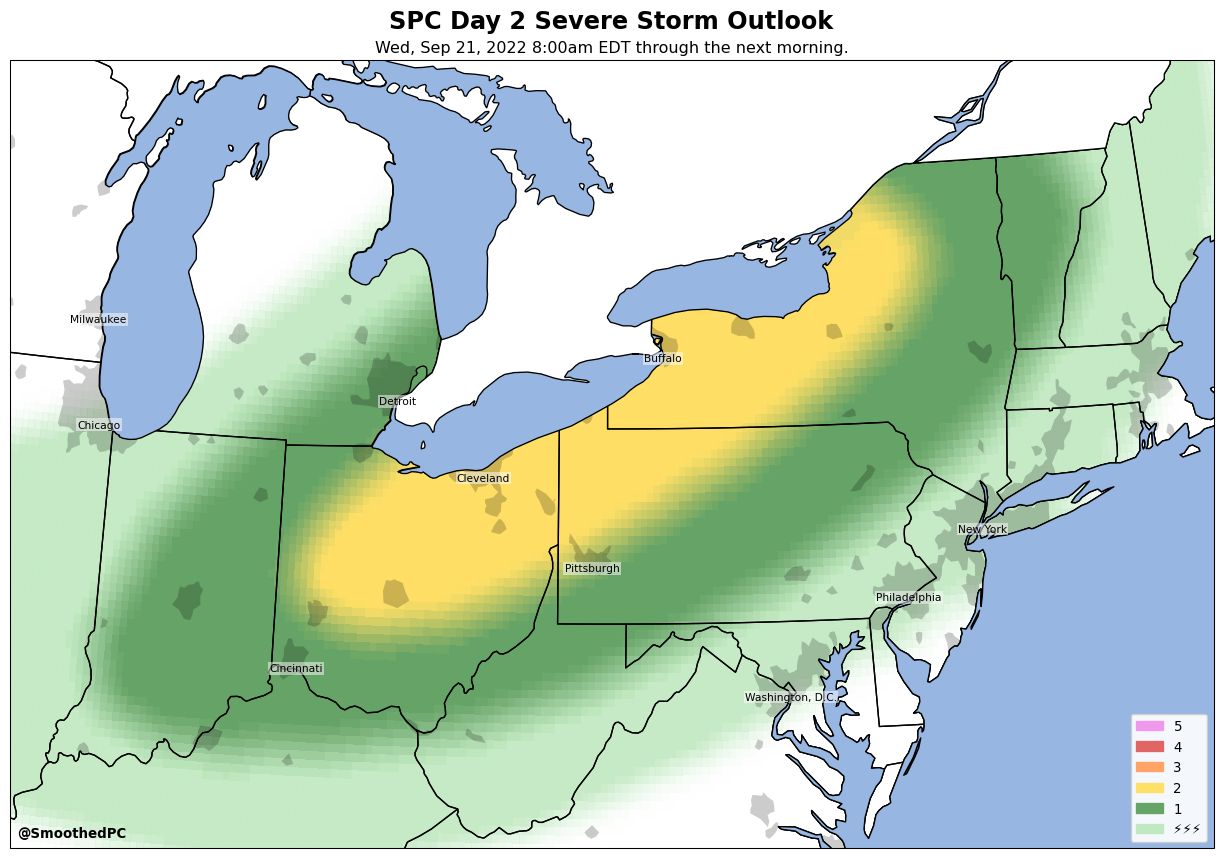 SPC Day 2 Severe Storm Outlook
Wed, Sep 21, 2022 8:00am EDT through the next morning.
Milwaukee
Buffalo
Detroit
Chicago
Cleveland
New York
Pittsburgh
Philadelphia
Cincinnati
Washington, D.C.
5
4
3
2
1
⚡⚡⚡
@SmoothedPC